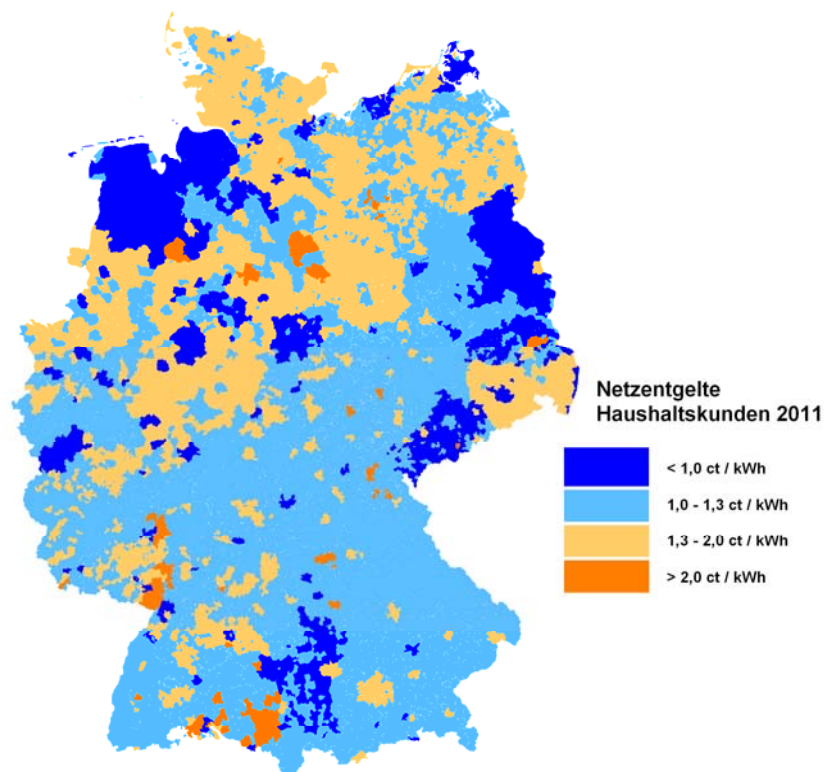 Netzentgelte
Haushaltskunden 2011
< 1,0 ct / kWh
1,0 - 1,3 ct / kWh
1,3 - 2,0 ct / kWh
> 2,0 ct / kWh